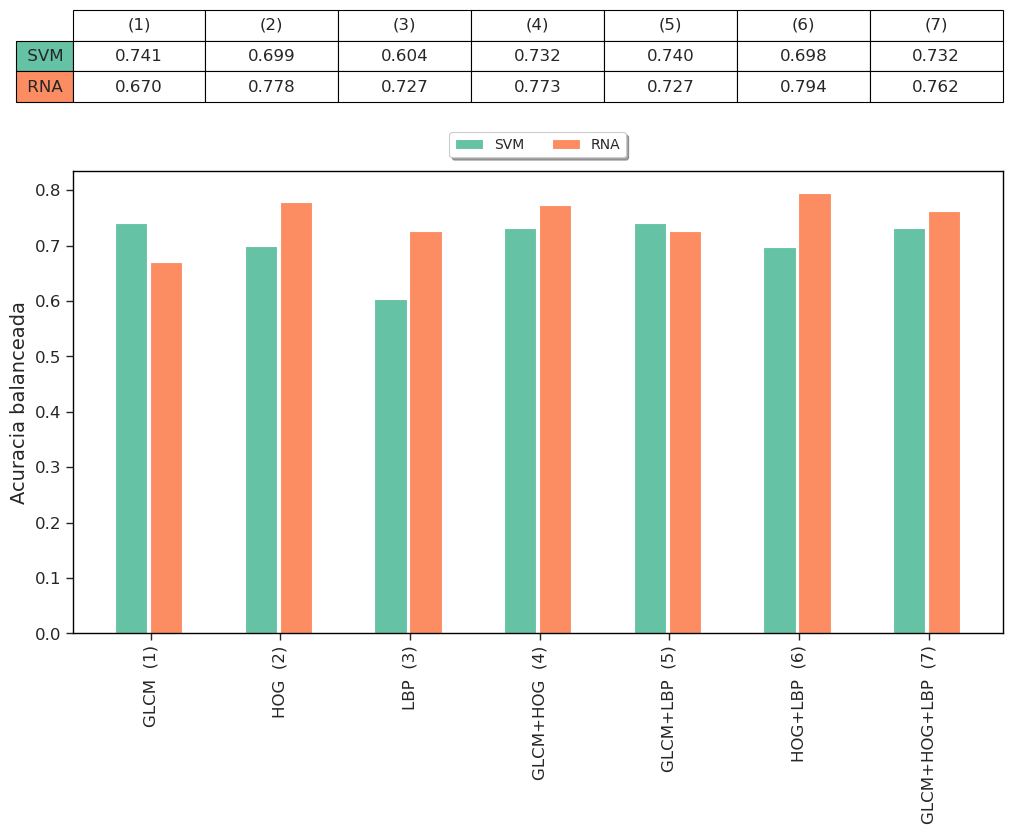 (1) (2) (3) (4) (5) (6) (7)
SVM 0.741 0.699 0.604 0.732 0.740 0.698 0.732
RNA 0.670 0.778 0.727 0.773 0.727 0.794 0.762
SVM RNA
Acuracia balanceada
0.8
0.7
0.6
0.5
0.4
0.3
0.2
0.1
0.0
GLCM (1)
HOG (2)
LBP (3)
GLCM+HOG (4)
GLCM+LBP (5)
HOG+LBP (6)
GLCM+HOG+LBP (7)